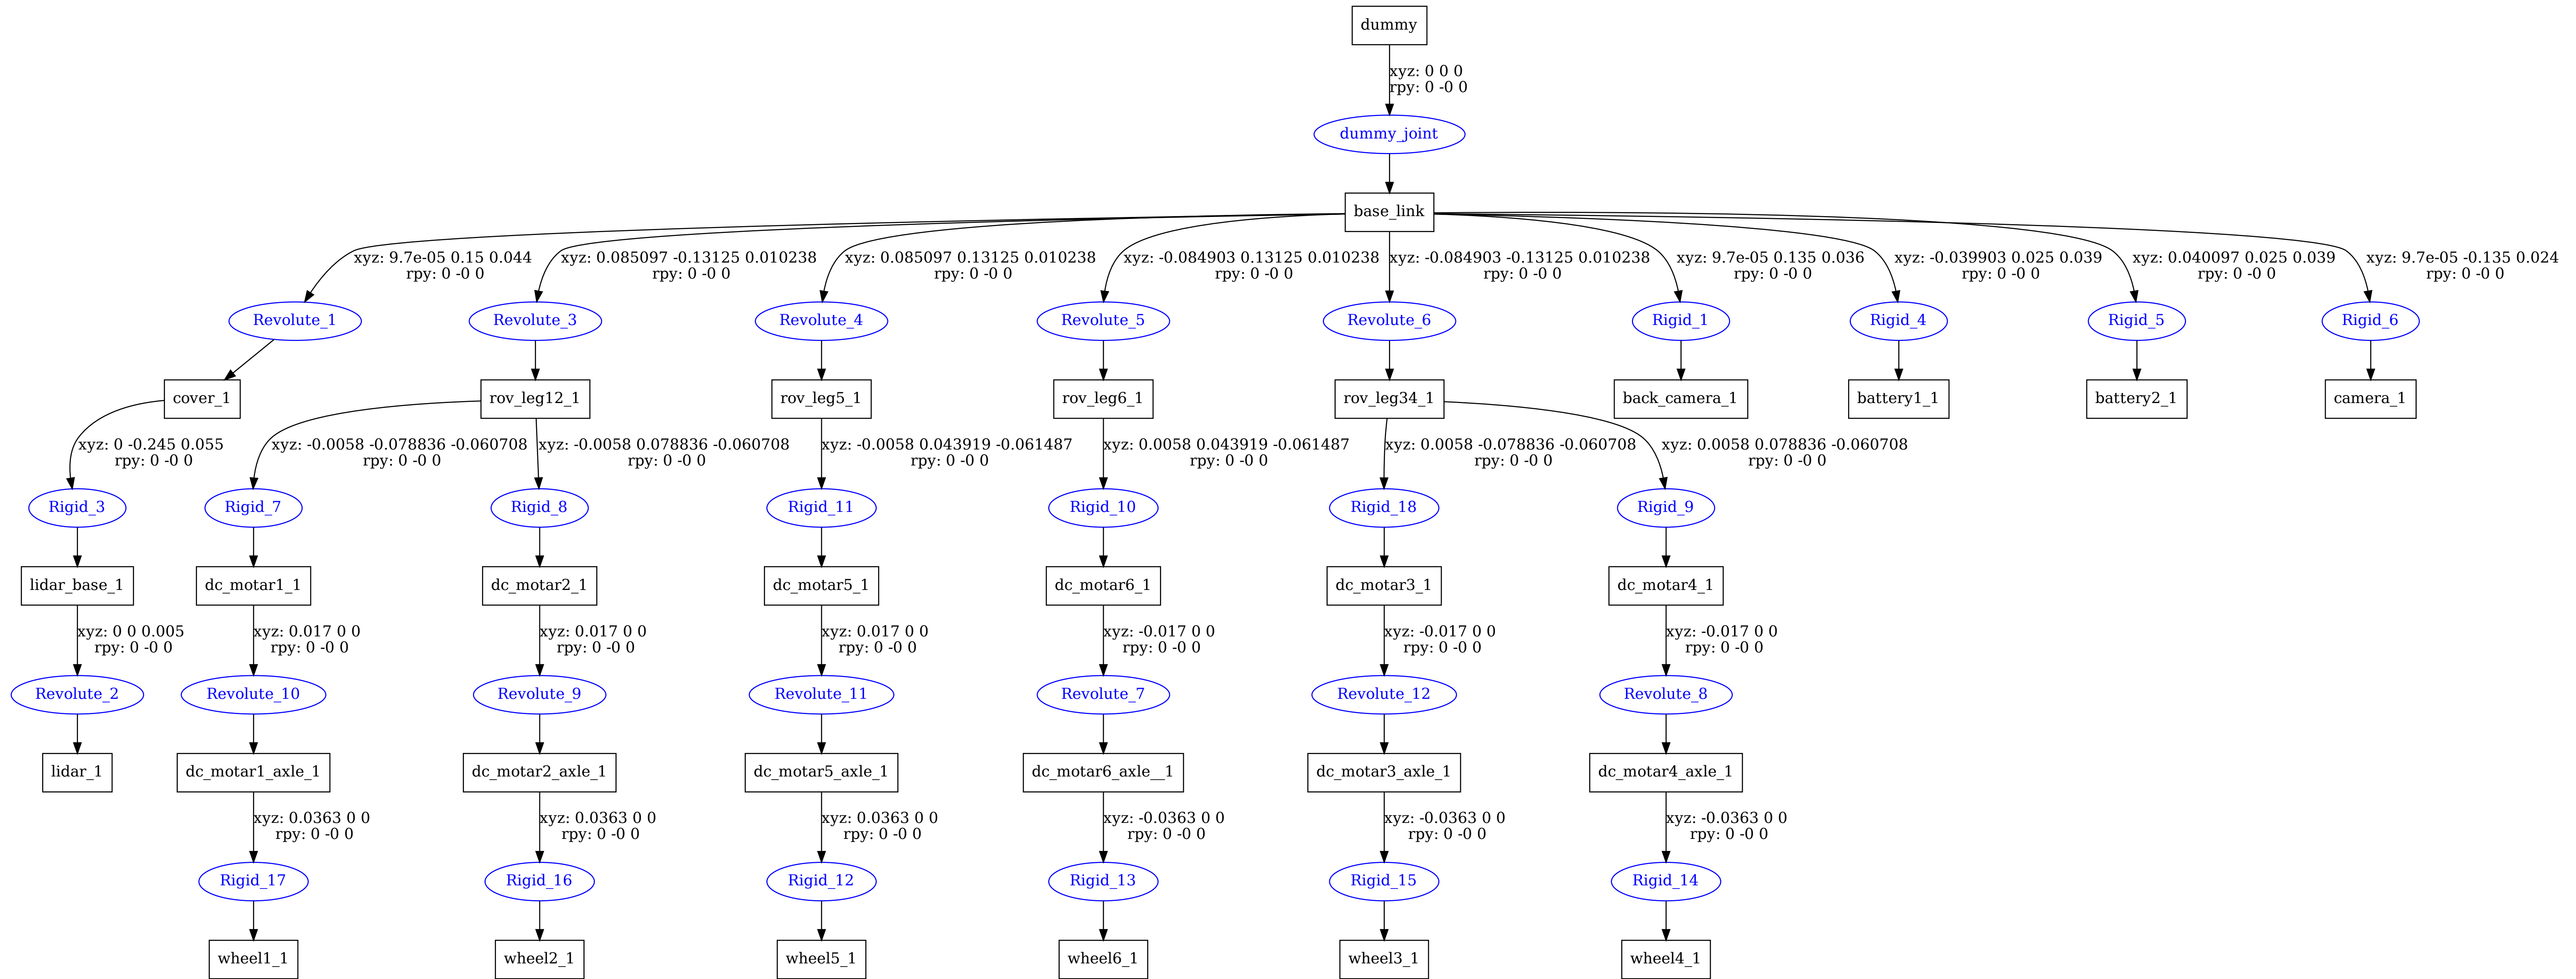 dummy
xyz: 0 0 0
rpy: 0 -0 0
dummy_joint
base_link
xyz: 9.7e-05 0.15 0.044
rpy: 0 -0 0
xyz: 0.085097 -0.13125 0.010238
rpy: 0 -0 0
xyz: 0.085097 0.13125 0.010238
rpy: 0 -0 0
xyz: -0.084903 0.13125 0.010238
rpy: 0 -0 0
xyz: -0.084903 -0.13125 0.010238
rpy: 0 -0 0
xyz: 9.7e-05 0.135 0.036
rpy: 0 -0 0
xyz: -0.039903 0.025 0.039
rpy: 0 -0 0
xyz: 0.040097 0.025 0.039
rpy: 0 -0 0
xyz: 9.7e-05 -0.135 0.024
rpy: 0 -0 0
Revolute_1
Revolute_3
Revolute_4
Revolute_5
Revolute_6
Rigid_1
Rigid_4
Rigid_5
Rigid_6
cover_1
rov_leg12_1
rov_leg5_1
rov_leg6_1
rov_leg34_1
back_camera_1
battery1_1
battery2_1
camera_1
xyz: 0 -0.245 0.055
rpy: 0 -0 0
xyz: -0.0058 -0.078836 -0.060708
rpy: 0 -0 0
xyz: -0.0058 0.078836 -0.060708
rpy: 0 -0 0
xyz: -0.0058 0.043919 -0.061487
rpy: 0 -0 0
xyz: 0.0058 0.043919 -0.061487
rpy: 0 -0 0
xyz: 0.0058 -0.078836 -0.060708
rpy: 0 -0 0
xyz: 0.0058 0.078836 -0.060708
rpy: 0 -0 0
Rigid_3
Rigid_7
Rigid_8
Rigid_11
Rigid_10
Rigid_18
Rigid_9
lidar_base_1
dc_motar1_1
dc_motar2_1
dc_motar5_1
dc_motar6_1
dc_motar3_1
dc_motar4_1
xyz: 0 0 0.005
rpy: 0 -0 0
xyz: 0.017 0 0
rpy: 0 -0 0
xyz: 0.017 0 0
rpy: 0 -0 0
xyz: 0.017 0 0
rpy: 0 -0 0
xyz: -0.017 0 0
rpy: 0 -0 0
xyz: -0.017 0 0
rpy: 0 -0 0
xyz: -0.017 0 0
rpy: 0 -0 0
Revolute_2
Revolute_10
Revolute_9
Revolute_11
Revolute_7
Revolute_12
Revolute_8
lidar_1
dc_motar1_axle_1
dc_motar2_axle_1
dc_motar5_axle_1
dc_motar6_axle__1
dc_motar3_axle_1
dc_motar4_axle_1
xyz: 0.0363 0 0
rpy: 0 -0 0
xyz: 0.0363 0 0
rpy: 0 -0 0
xyz: 0.0363 0 0
rpy: 0 -0 0
xyz: -0.0363 0 0
rpy: 0 -0 0
xyz: -0.0363 0 0
rpy: 0 -0 0
xyz: -0.0363 0 0
rpy: 0 -0 0
Rigid_17
Rigid_16
Rigid_12
Rigid_13
Rigid_15
Rigid_14
wheel1_1
wheel2_1
wheel5_1
wheel6_1
wheel3_1
wheel4_1